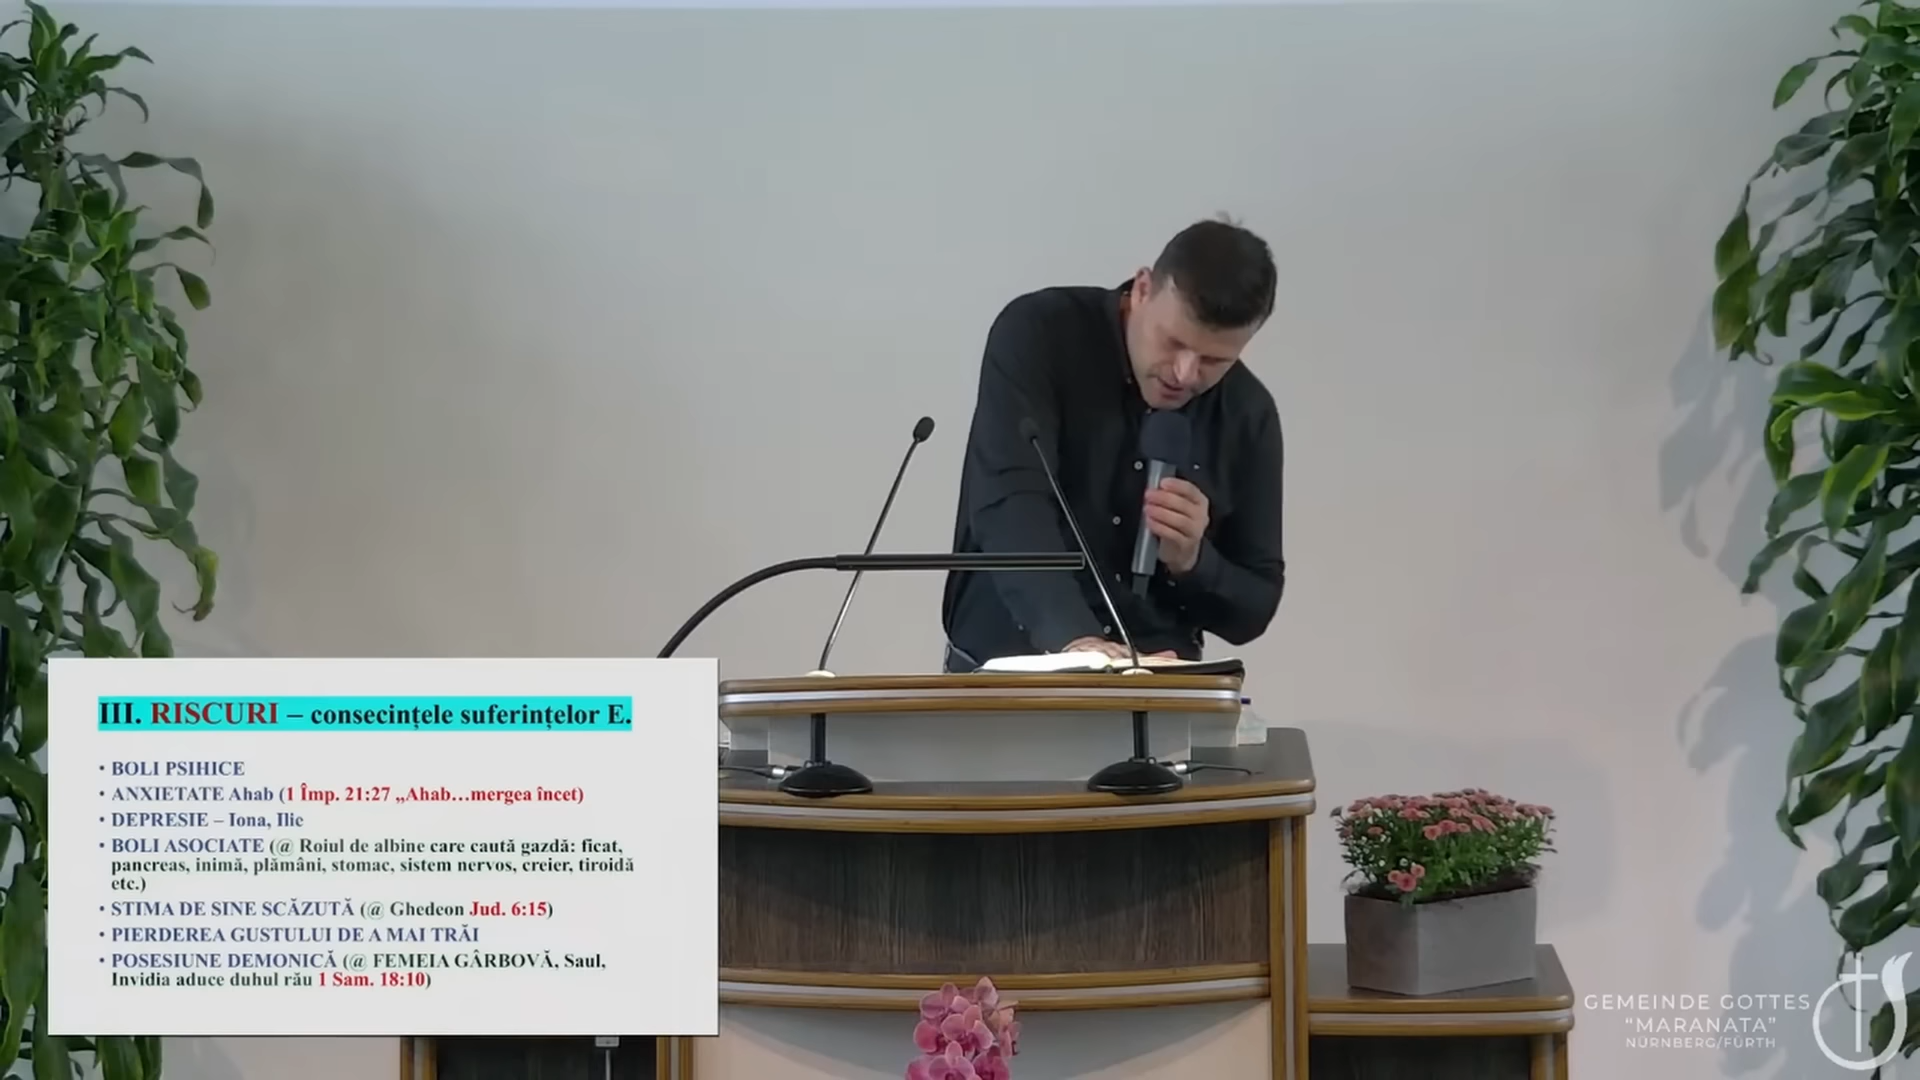 III. RISCURI – consecințele suferințelor E.
• BOLI PSIHICE
• ANXIETATE Ahab (1 Împ. 21:27 „Ahab…mergea încet)
• DEPRESIE – Iona, Ilie
• BOLI ASOCIATE (@ Roiul de albine care caută gazdă: ficat,
pancreas, inimă, plămâni, stomac, sistem nervos, creier, tiroidă
etc.)
• STIMA DE SINE SCĂZUTĂ (@ Ghedeon Jud. 6:15)
• PIERDEREA GUSTULUI DE A MAI TRĂI
• POSESIUNE DEMONICĂ (@ FEMEIA GÂRBOVĂ, Saul,
Invidia aduce duhul rău 1 Sam. 18:10)
GEMEINDE GOTTES
"MARANATA"
NÜRNBERG/FÜRTH